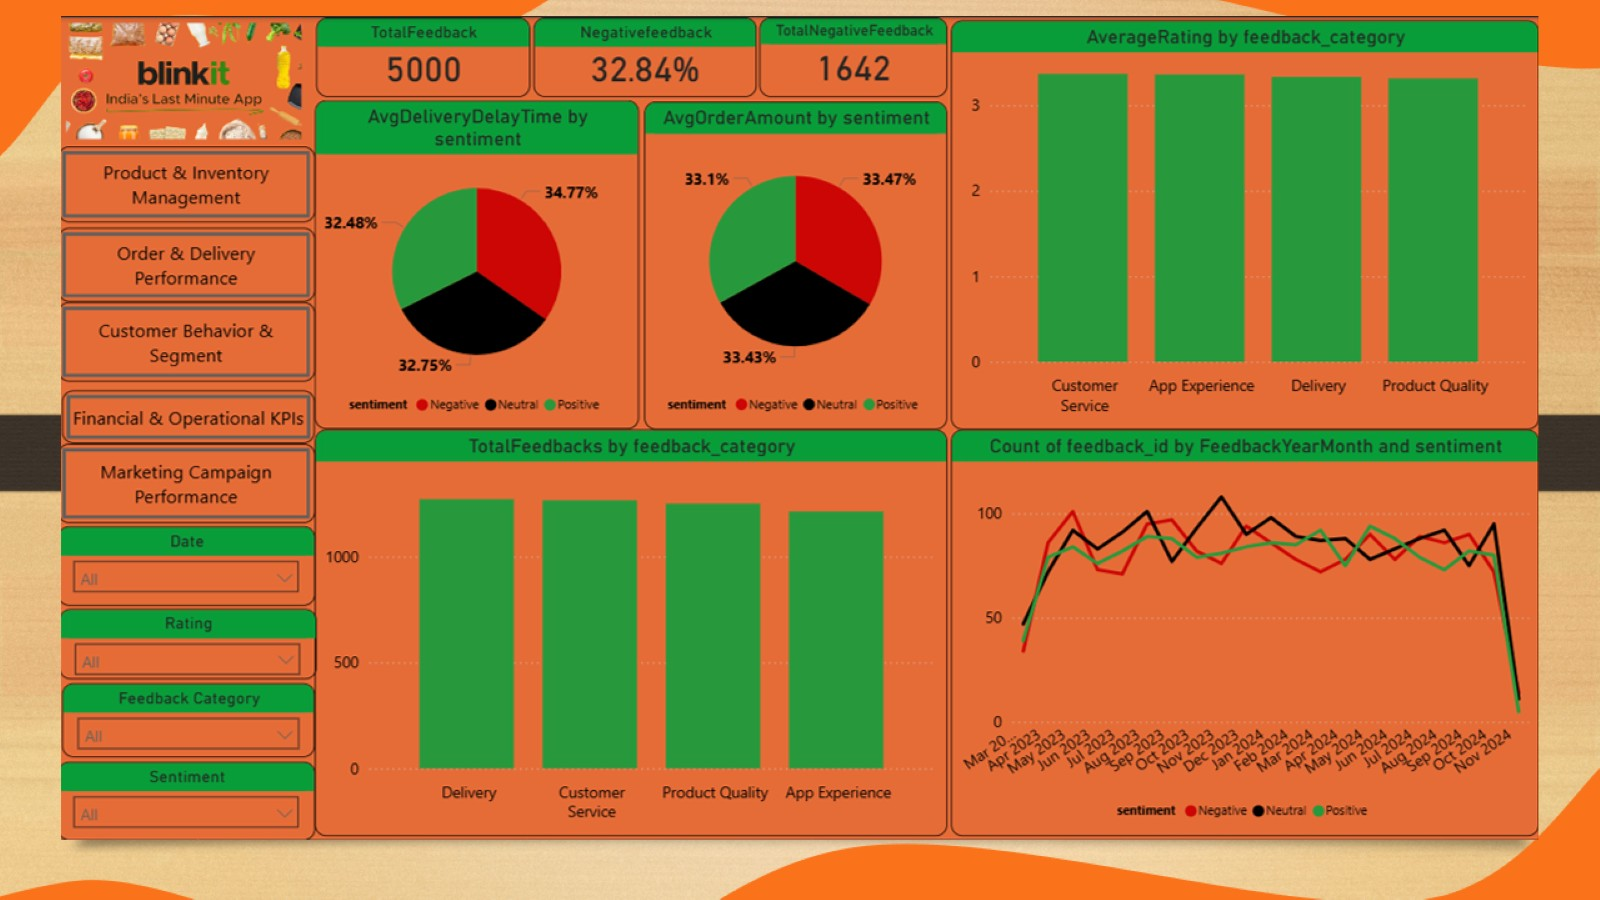 blinkit
India's Last Minute App
Product & Inventory
Management
Order & Delivery
Performance
Customer Behavior &
Segment
Financial & Operational KPIs
Marketing Campaign
Performance
Date
All
Rating
All
Feedback Category
All
Sentiment
All
TotalFeedback
5000
Negativefeedback
32.84%
TotalNegativeFeedback
1642
AvgDeliveryDelayTime by
sentiment
34.77%
32.48%
32.75%
sentiment Negative Neutral Positive
AvgOrderAmount by sentiment
33.1%
33.47%
33.43%
sentiment Negative Neutral Positive
AverageRating by feedback_category
3
2
1
0
Customer
Service
App Experience
Delivery
Product Quality
TotalFeedbacks by feedback_category
1000
500
0
Delivery
Customer
Service
Product Quality
App Experience
Count of feedback_id by FeedbackYearMonth and sentiment
100
50
0
Mar 20...
Apr 2023
May 2023
Jun 2023
Jul 2023
Aug 2023
Sep 2023
Oct 2023
Nov 2023
Dec 2023
Jan 2024
Feb 2024
Mar 2024
Apr 2024
May 2024
Jun 2024
Jul 2024
Aug 2024
Sep 2024
Oct 2024
Nov 2024
sentiment Negative Neutral Positive